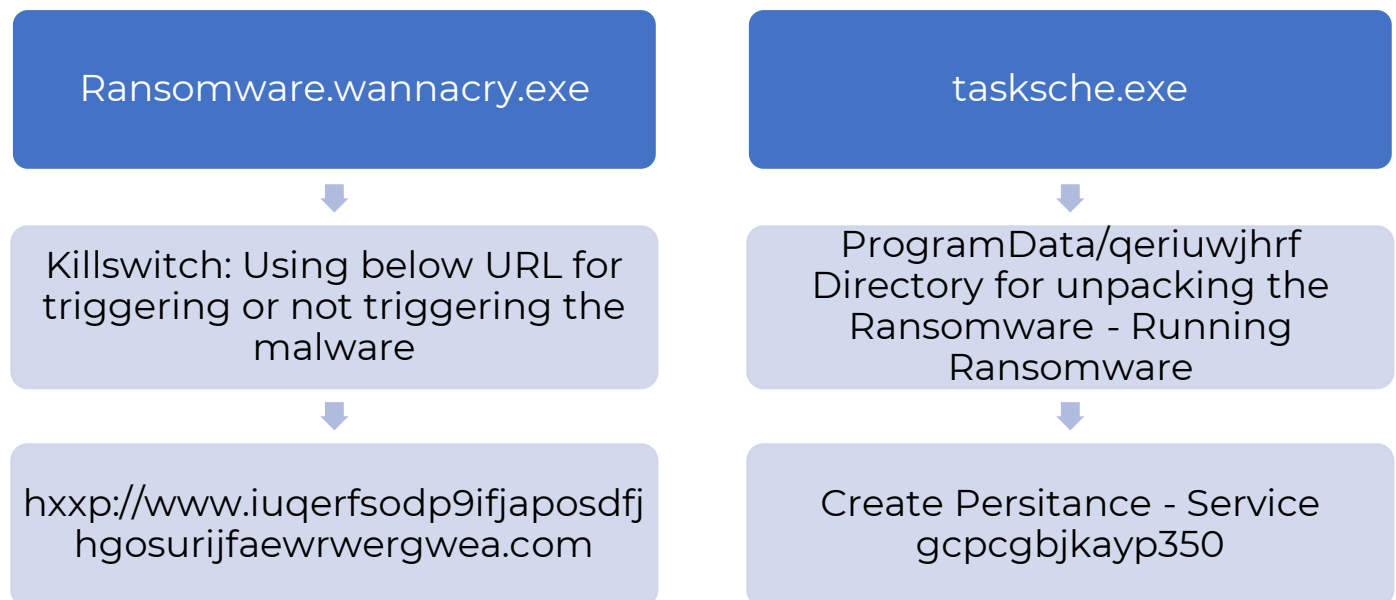 Ransomware.wannacry.exe
Killswitch: Using below URL for
triggering or not triggering the
malware
hxxp://www.iuqerfsodp9ifjaposdfj
hgosurijfaewrwergwea.com
tasksche.exe
ProgramData/qeriuwjhrf
Directory for unpacking the
Ransomware - Running
Ransomware
Create Persitance - Service
gcpcgbjkayp350